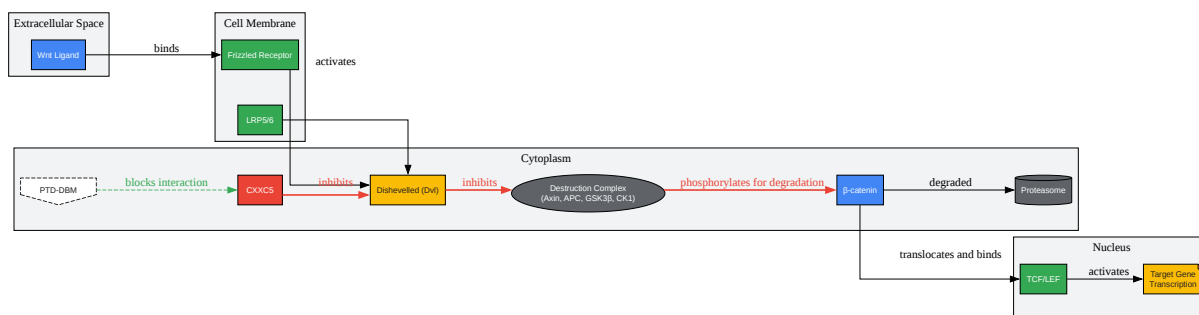 Extracellular Space
Cell Membrane
Wnt Ligand
binds
Frizzled Receptor
activates
LRP5/6
Cytoplasm
PTD-DBM
blocks interaction
CXXC5
inhibits
Dishevelled (Dvl)
inhibits
Destruction Complex
(Axin, APC, GSK3β, CK1)
phosphorylates for degradation
β-catenin
degraded
Proteasome
Nucleus
translocates and binds
TCF/LEF
activates
Target Gene
Transcription